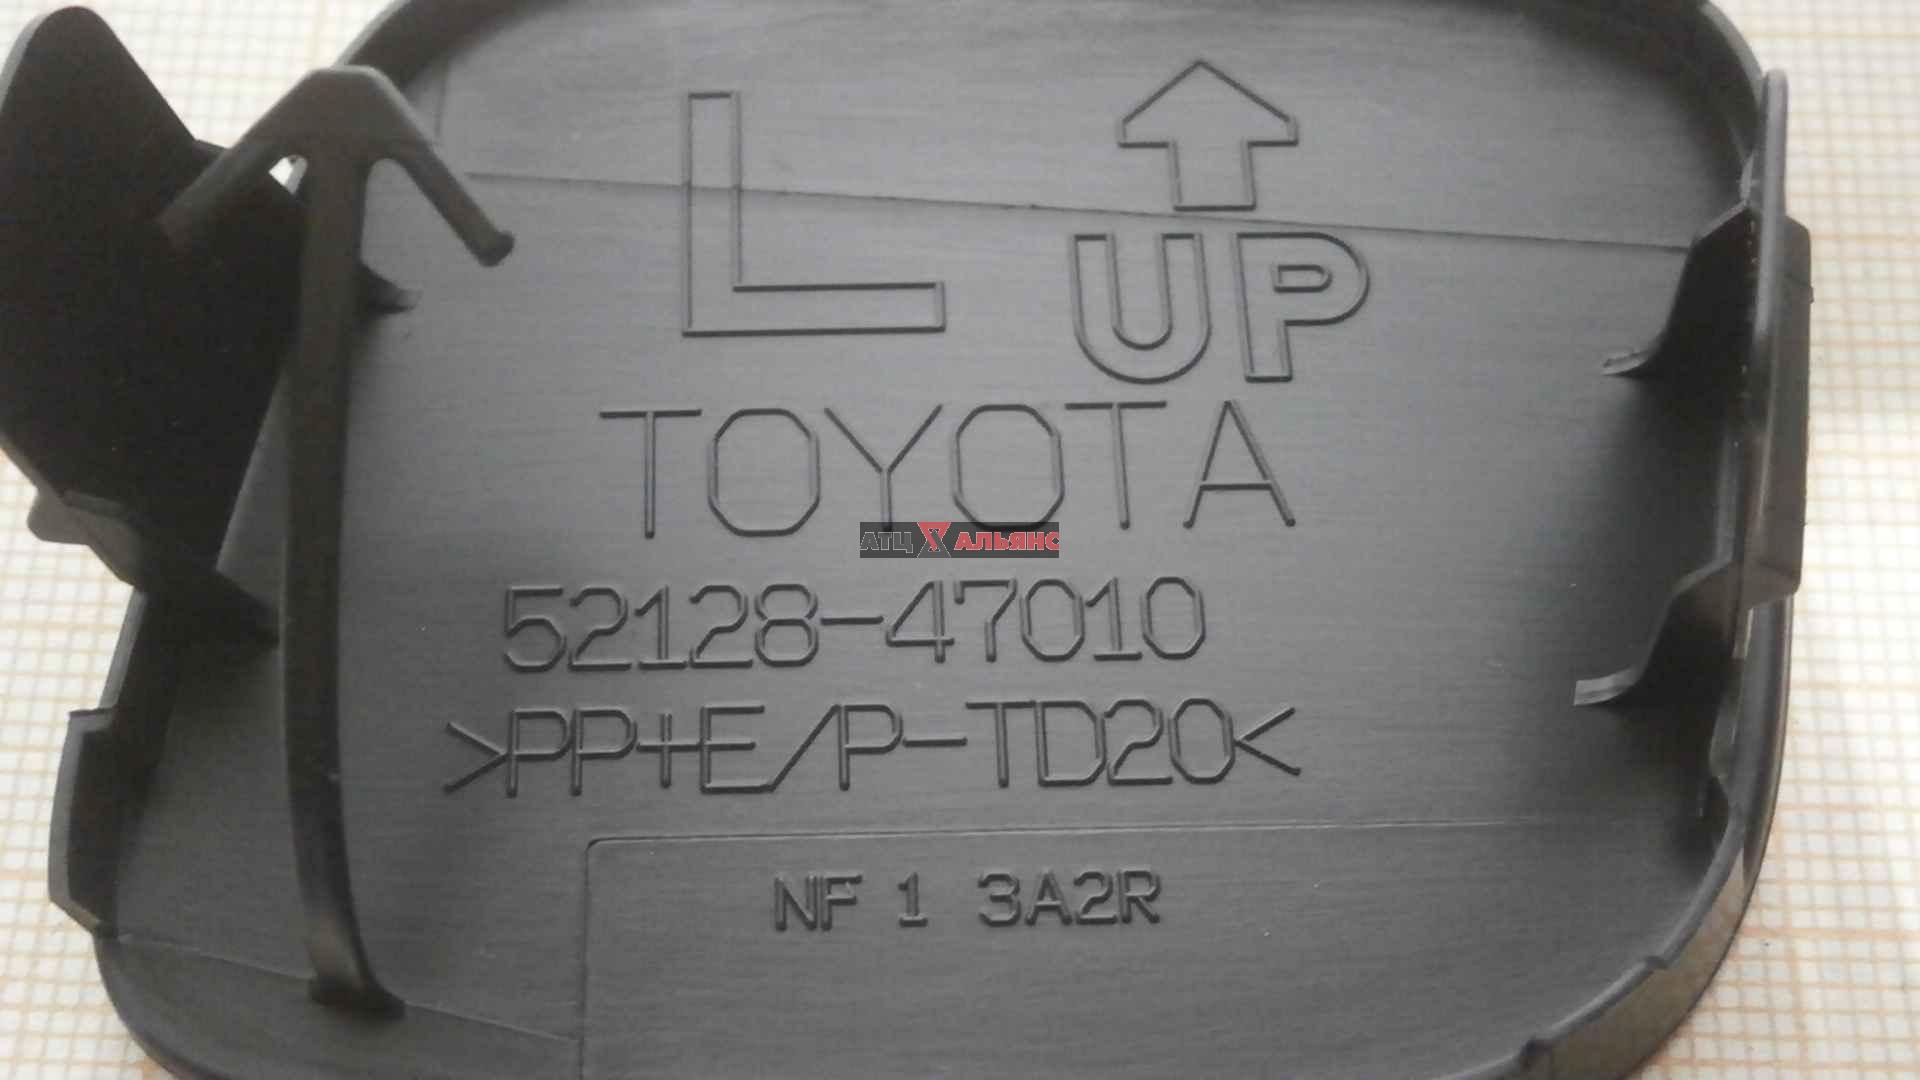 L
UP
TOYOTA
АТЦ АЛЬЯНС
52128-47010
>PP+E/P-TD20<
NF 1 3A2R